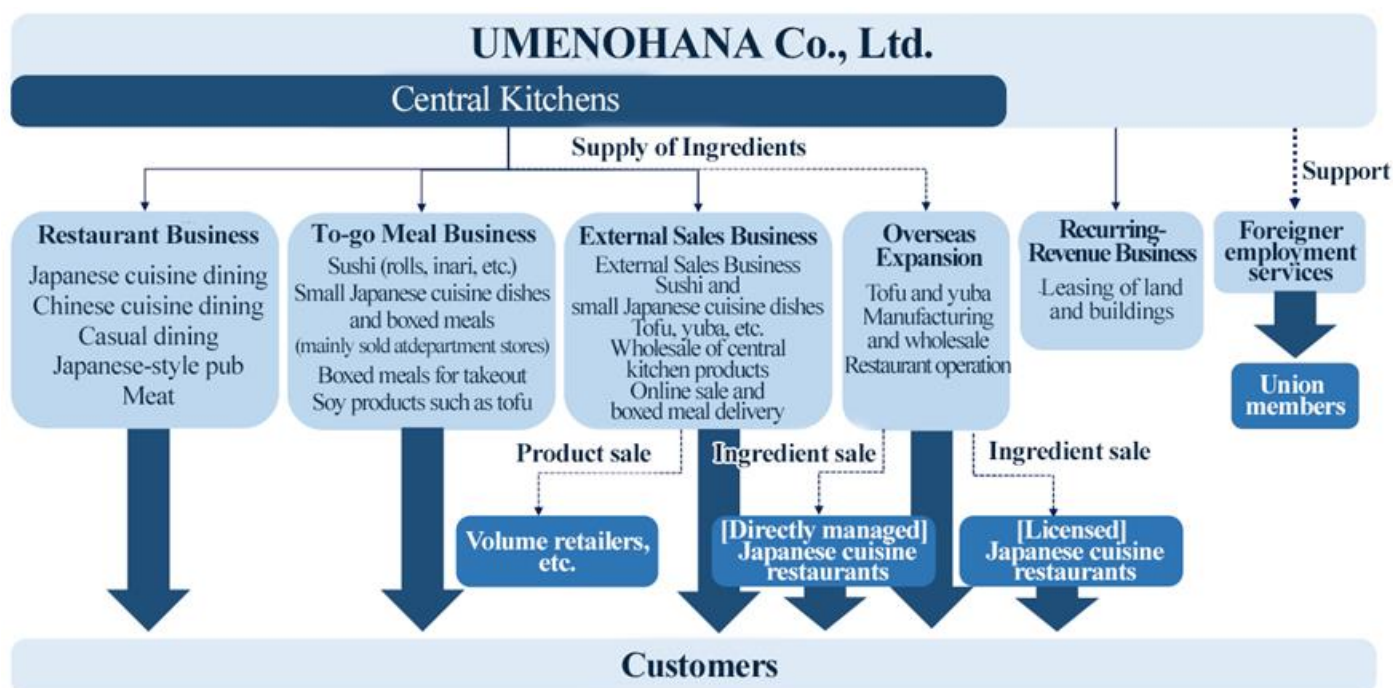 UMENOHANA Co., Ltd.
Central Kitchens
Supply of Ingredients
Support
Restaurant Business
Japanese cuisine dining
Chinese cuisine dining
Casual dining
Japanese-style pub
Meat
To-go Meal Business
Sushi (rolls, inari, etc.)
Small Japanese cuisine dishes
and boxed meals
(mainly sold atdepartment stores)
Boxed meals for takeout
Soy products such as tofu
External Sales Business
External Sales Business
Sushi and
small Japanese cuisine dishes
Tofu, yuba, etc.
Wholesale of central
kitchen products
Online sale and
boxed meal delivery
Overseas
Expansion
Tofu and yuba
Manufacturing
and wholesale
Restaurant operation
Recurring-
Revenue Business
Leasing of land
and buildings
Foreigner
employment
services
Union
members
Product sale
Ingredient sale
Ingredient sale
Volume retailers,
etc.
[Directly managed]
Japanese cuisine
restaurants
[Licensed]
Japanese cuisine
restaurants
Customers